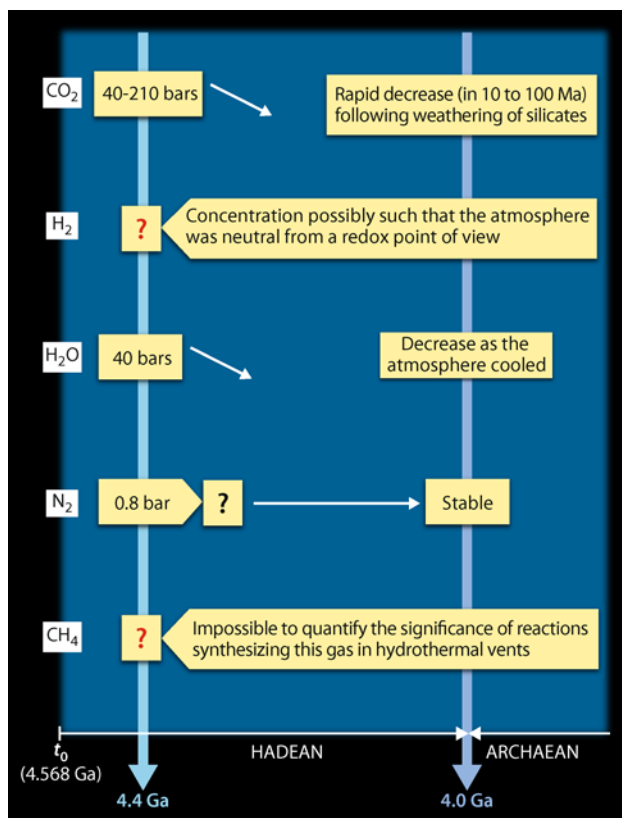 CO₂
40-210 bars
Rapid decrease (in 10 to 100 Ma)
following weathering of silicates
H₂
?
Concentration possibly such that the atmosphere
was neutral from a redox point of view
H₂O
40 bars
Decrease as the
atmosphere cooled
N₂
0.8 bar
?
Stable
CH₄
?
Impossible to quantify the significance of reactions
synthesizing this gas in hydrothermal vents
t₀
(4.568 Ga)
HADEAN
ARCHAEAN
4.4 Ga
4.0 Ga